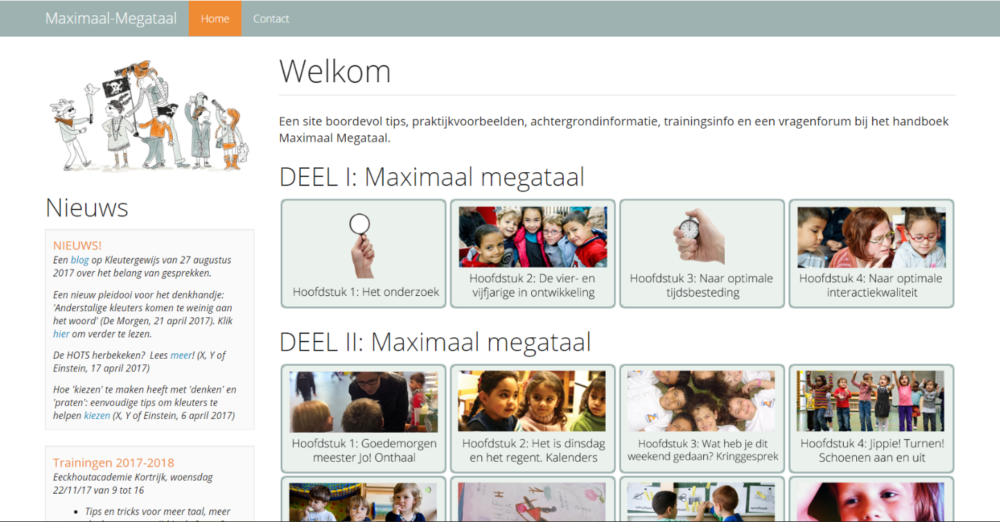 Maximaal-Megataal
Home
Contact
Welkom
Een site boordevol tips, praktijkvoorbeelden, achtergrondinformatie, trainingsinfo en een vragenforum bij het handboek
Maximaal Megataal.
DEEL I: Maximaal megataal
Hoofdstuk 1: Het onderzoek
Hoofdstuk 2: De vier- en
vijfjarige in ontwikkeling
Hoofdstuk 3: Naar optimale
tijdsbesteding
Hoofdstuk 4: Naar optimale
interactiekwaliteit
DEEL II: Maximaal megataal
Hoofdstuk 1: Goedemorgen
meester Jo! Onthaal
Hoofdstuk 2: Het is dinsdag
en het regent. Kalenders
Hoofdstuk 3: Wat heb je dit
weekend gedaan? Kringgesprek
Hoofdstuk 4: Jippie! Turnen!
Schoenen aan en uit
Nieuws
NIEUWS!
Een blog op Kleutergewijs van 27 augustus
2017 over het belang van gesprekken.
Een nieuw pleidooi voor het denkhandje:
'Anderstalige kleuters komen te weinig aan
het woord' (De Morgen, 21 april 2017). Klik
hier om verder te lezen.
De HOTS herbekeken? Lees meer! (X, Y of
Einstein, 17 april 2017)
Hoe 'kiezen' te maken heeft met 'denken' en
'praten': eenvoudige tips om kleuters te
helpen kiezen (X, Y of Einstein, 6 april 2017)
Trainingen 2017-2018
Eeckhoutacademie Kortrijk, woensdag
22/11/17 van 9 tot 16
• Tips en tricks voor meer taal, meer